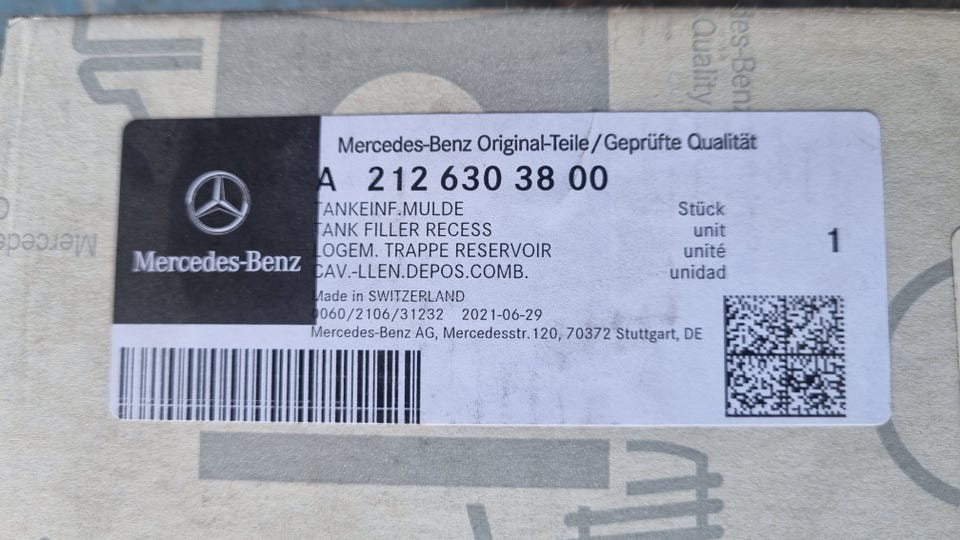 Mercedes-Benz Original-Teile/Geprüfte Qualität
A 212 630 38 00
TANKEINF.MULDE Stück
TANK FILLER RECESS unit
LOGEM. TRAPPE RESERVOIR unité 1
CAV.-LLEN.DEPOS.COMB. unidad
Made in SWITZERLAND
0060/2106/31232 2021-06-29
Mercedes-Benz AG, Mercedesstr.120, 70372 Stuttgart, DE
Mercedes-Benz
Quality